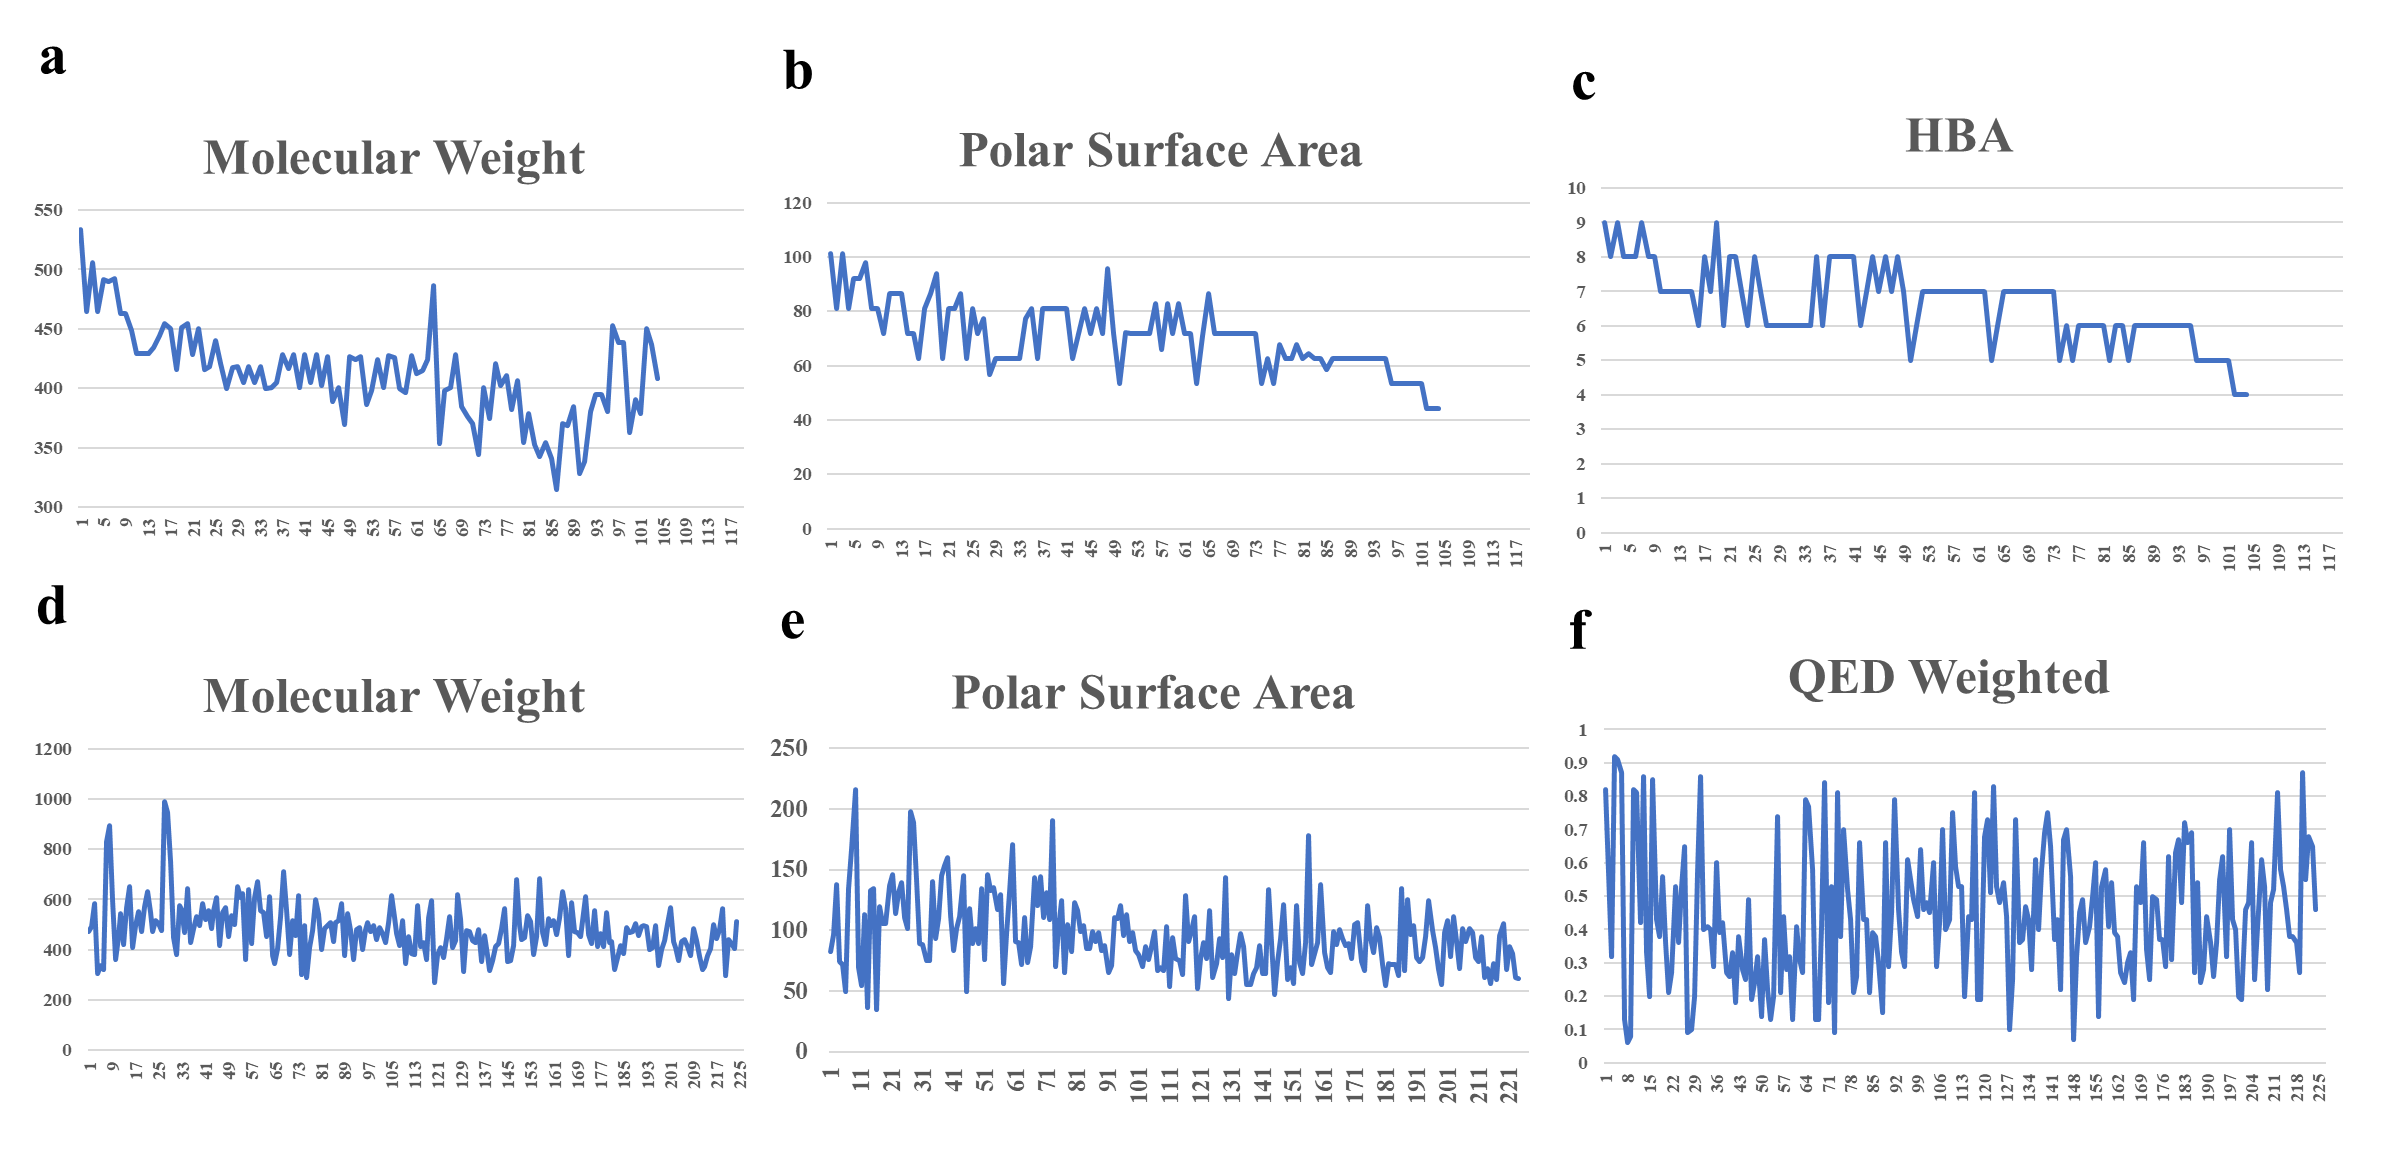 a
Molecular Weight
550
500
450
400
350
300
1 5 9 13 17 21 25 29 33 37 41 45 49 53 57 61 65 69 73 77 81 85 89 93 97 101 105 109 113 117
b
Polar Surface Area
120
100
80
60
40
20
0
1 5 9 13 17 21 25 29 33 37 41 45 49 53 57 61 65 69 73 77 81 85 89 93 97 101 105 109 113 117
c
HBA
10
9
8
7
6
5
4
3
2
1
0
1 5 9 13 17 21 25 29 33 37 41 45 49 53 57 61 65 69 73 77 81 85 89 93 97 101 105 109 113 117
d
Molecular Weight
1200
1000
800
600
400
200
0
1 9 17 25 33 41 49 57 65 73 81 89 97 105 113 121 129 137 145 153 161 169 177 185 193 201 209 217 225
e
Polar Surface Area
250
200
150
100
50
0
1 11 21 31 41 51 61 71 81 91 101 111 121 131 141 151 161 171 181 191 201 211 221
f
QED Weighted
1
0.9
0.8
0.7
0.6
0.5
0.4
0.3
0.2
0.1
0
1 8 15 22 29 36 43 50 57 64 71 78 85 92 99 106 113 120 127 134 141 148 155 162 169 176 183 190 197 204 211 218 225